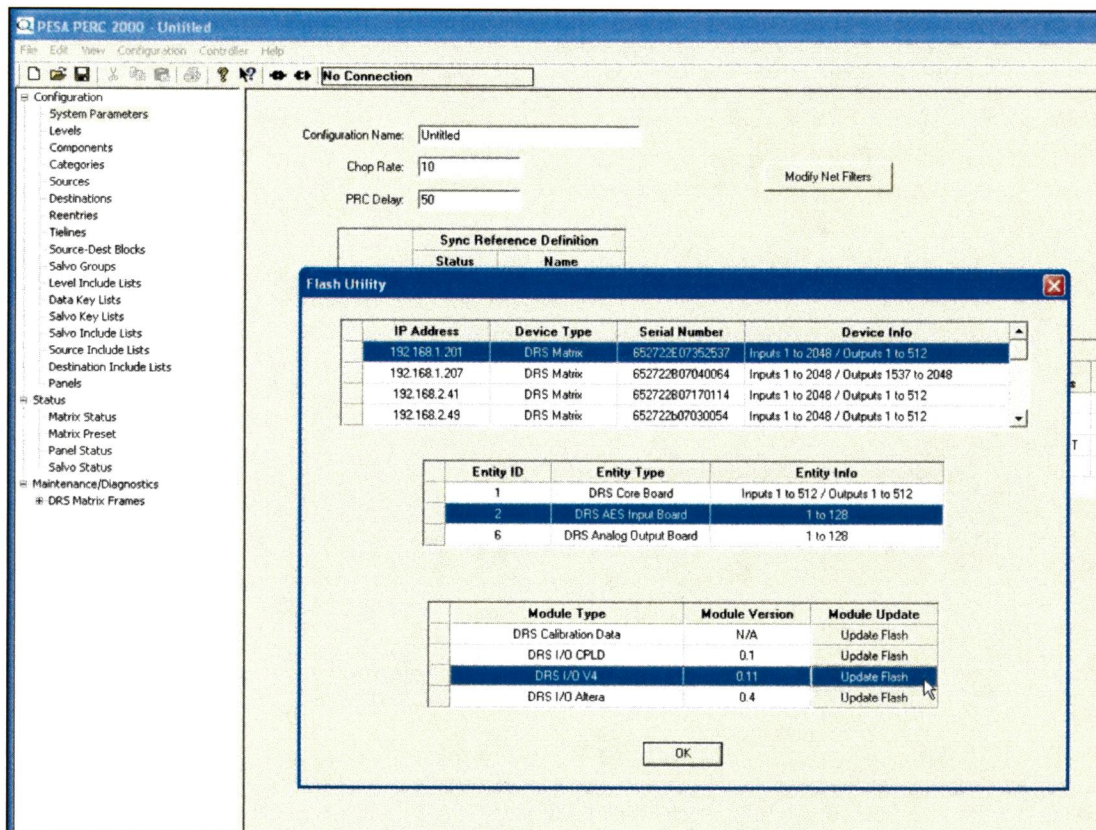 PESA PERC 2000 - Untitled
File Edit View Configuration Controller Help
No Connection
Configuration
System Parameters
Levels
Components
Categories
Sources
Destinations
Reentries
Tielines
Source-Dest Blocks
Salvo Groups
Level Include Lists
Data Key Lists
Salvo Key Lists
Salvo Include Lists
Source Include Lists
Destination Include Lists
Panels
Status
Matrix Status
Matrix Preset
Panel Status
Salvo Status
Maintenance/Diagnostics
DRS Matrix Frames
Configuration Name: Untitled
Chop Rate: 10
PRC Delay: 50
Modify Net Filters
Sync Reference Definition
Status Name
Flash Utility
IP Address Device Type Serial Number Device Info
192.168.1.201 DRS Matrix 652722E07352537 Inputs 1 to 2048 / Outputs 1 to 512
192.168.1.207 DRS Matrix 652722B07040064 Inputs 1 to 2048 / Outputs 1537 to 2048
192.168.2.41 DRS Matrix 652722B07170114 Inputs 1 to 2048 / Outputs 1 to 512
192.168.2.49 DRS Matrix 652722b07030054 Inputs 1 to 2048 / Outputs 1 to 512
Entity ID Entity Type Entity Info
1 DRS Core Board Inputs 1 to 512 / Outputs 1 to 512
2 DRS AES Input Board 1 to 128
6 DRS Analog Output Board 1 to 128
Module Type Module Version Module Update
DRS Calibration Data N/A Update Flash
DRS I/O CPLD 0.1 Update Flash
DRS I/O V4 0.11 Update Flash
DRS I/O Altera 0.4 Update Flash
OK
s
T